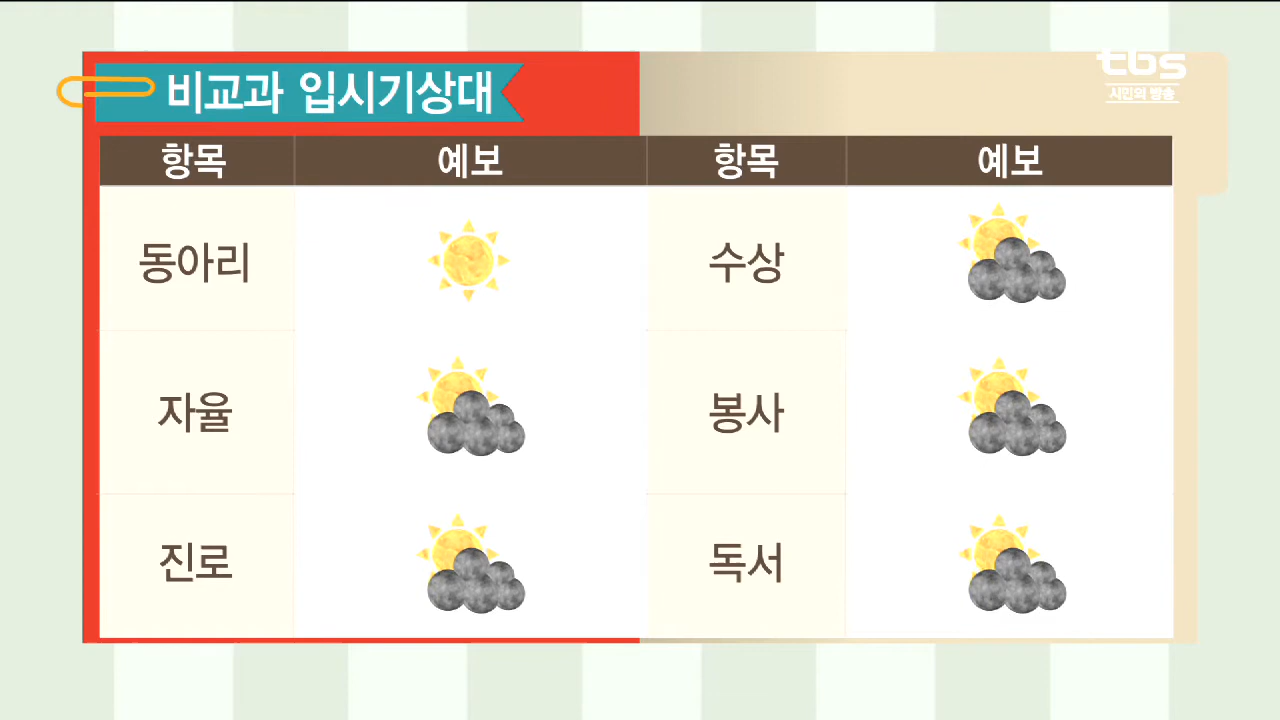 tbs
시민의 방송
비교과 입시기상대
항목 예보 항목 예보
동아리 수상
자율 봉사
진로 독서